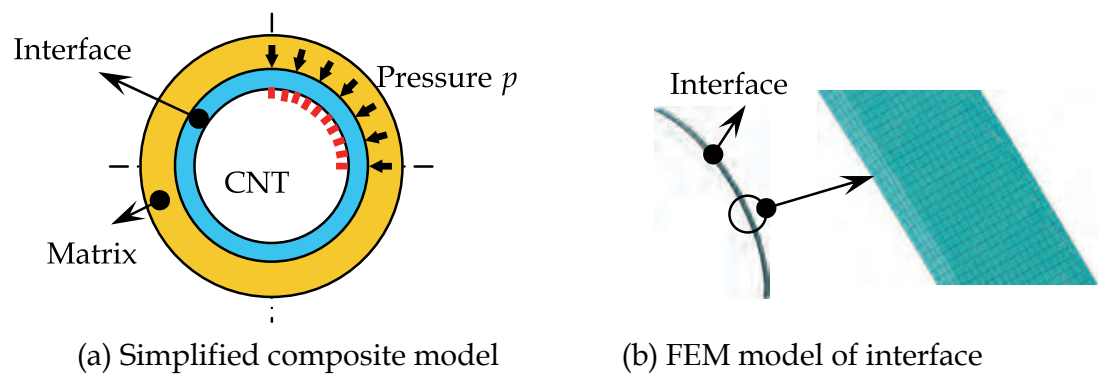 Interface
Pressure p
CNT
Matrix
(a) Simplified composite model
Interface
(b) FEM model of interface